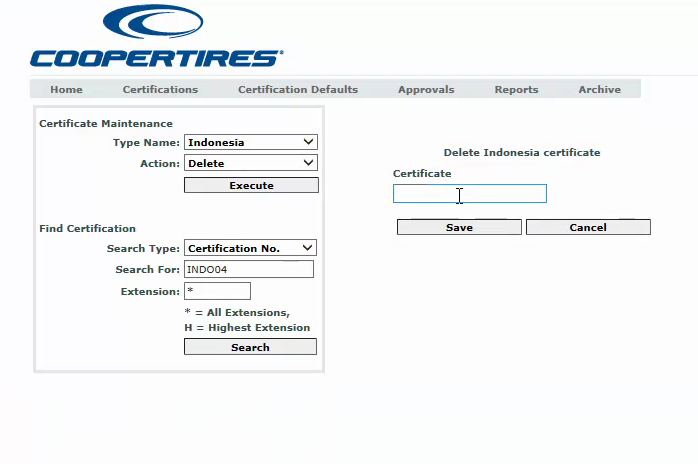 COOPERTIRES®
Home Certifications Certification Defaults Approvals Reports Archive
Certificate Maintenance
Type Name: Indonesia
Action: Delete
Execute
Find Certification
Search Type: Certification No.
Search For: INDO04
Extension: *
* = All Extensions,
H = Highest Extension
Search
Delete Indonesia certificate
Certificate
Save Cancel